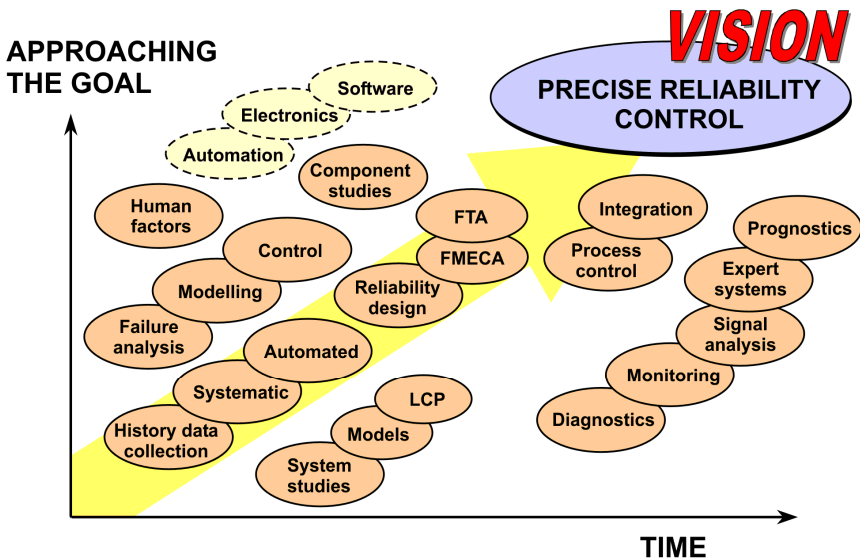 VISION
APPROACHING
THE GOAL
PRECISE RELIABILITY
CONTROL
Software
Electronics
Automation
Component
studies
Human
factors
Control
Modelling
Failure
analysis
FTA
FMECA
Reliability
design
Automated
Systematic
History data
collection
LCP
Models
System
studies
Integration
Process
control
Prognostics
Expert
systems
Signal
analysis
Monitoring
Diagnostics
TIME